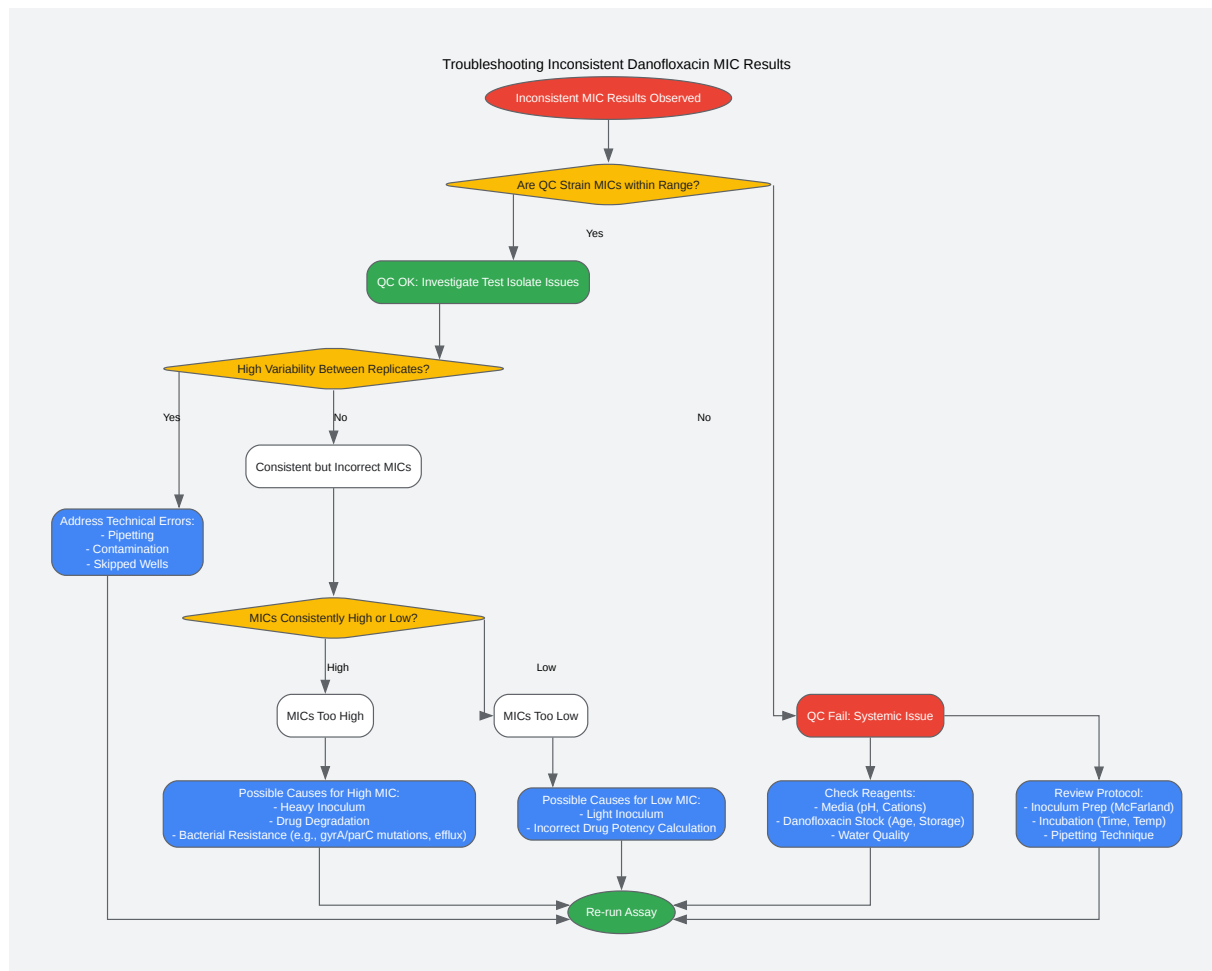 Troubleshooting Inconsistent Danofloxacin MIC Results
Inconsistent MIC Results Observed
Are QC Strain MICs within Range?
Yes
QC OK: Investigate Test Isolate Issues
High Variability Between Replicates?
Yes
No
No
Consistent but Incorrect MICs
Address Technical Errors:
- Pipetting
- Contamination
- Skipped Wells
MICs Consistently High or Low?
High
Low
MICs Too High
MICs Too Low
QC Fail: Systemic Issue
Possible Causes for High MIC:
- Heavy Inoculum
- Drug Degradation
- Bacterial Resistance (e.g., gyrA/parC mutations, efflux)
Possible Causes for Low MIC:
- Light Inoculum
- Incorrect Drug Potency Calculation
Check Reagents:
- Media (pH, Cations)
- Danofloxacin Stock (Age, Storage)
- Water Quality
Review Protocol:
- Inoculum Prep (McFarland)
- Incubation (Time, Temp)
- Pipetting Technique
Re-run Assay